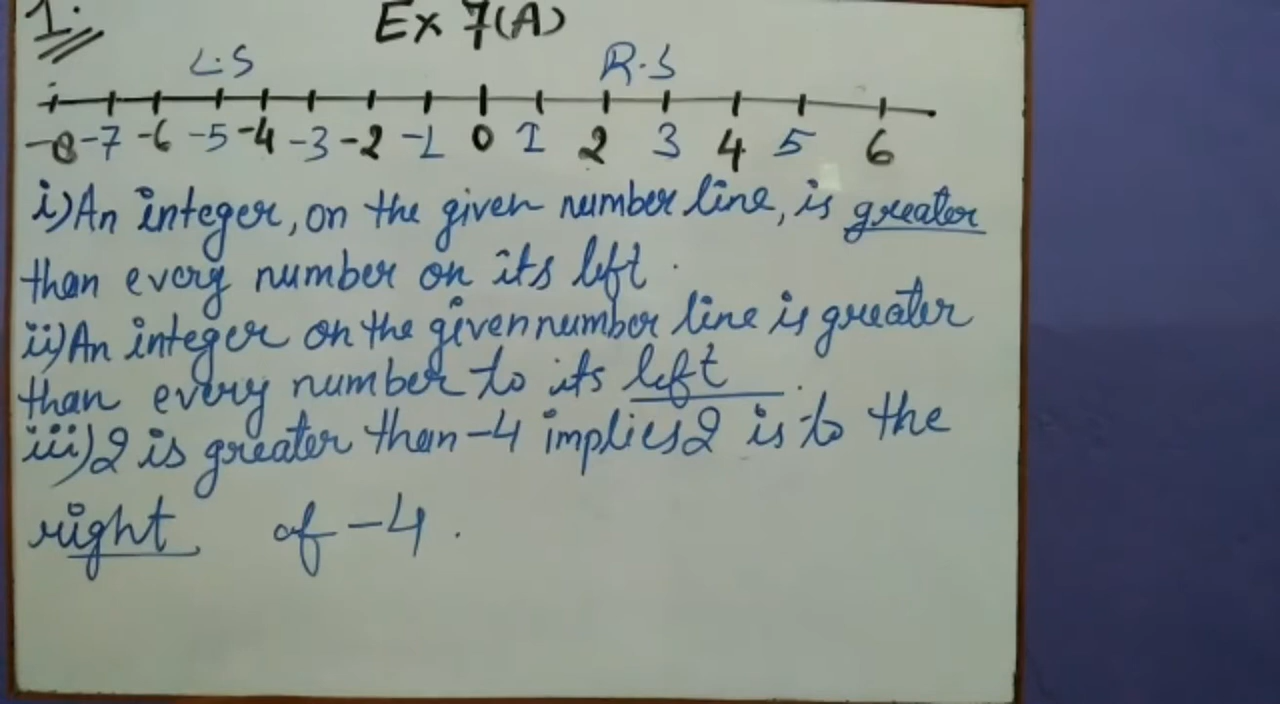 1. Ex 7(A)
L.S R.S
-8 -7 -6 -5 -4 -3 -2 -1 0 1 2 3 4 5 6
i) An integer, on the given number line, is greater
than every number on its left.
ii) An integer on the given number line is greater
than every number to its left.
iii) 2 is greater than -4 implies 2 is to the
right of -4.